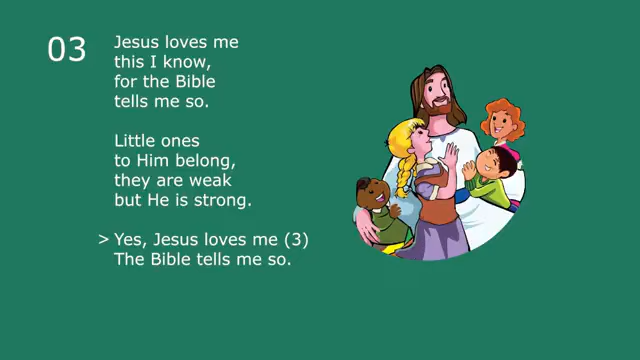 03
Jesus loves me
this I know,
for the Bible
tells me so.
Little ones
to Him belong,
they are weak
but He is strong.
> Yes, Jesus loves me (3)
The Bible tells me so.